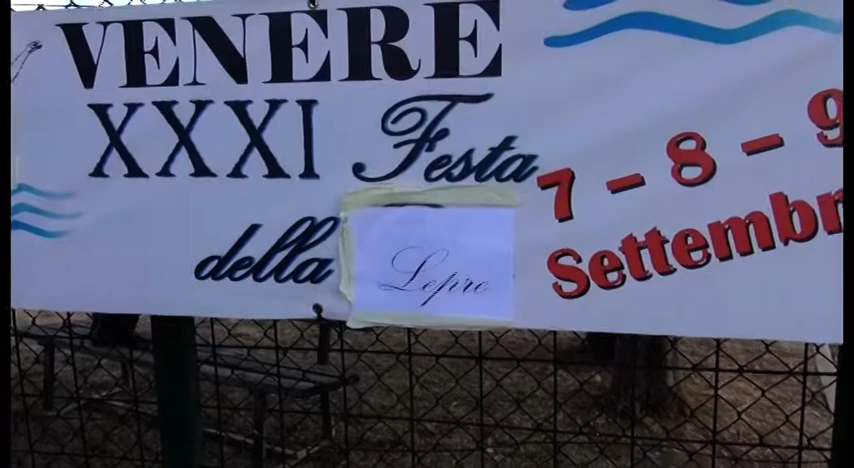 VENERE
XXXI Festa
della Lepre
7 - 8 - 9
Settembr